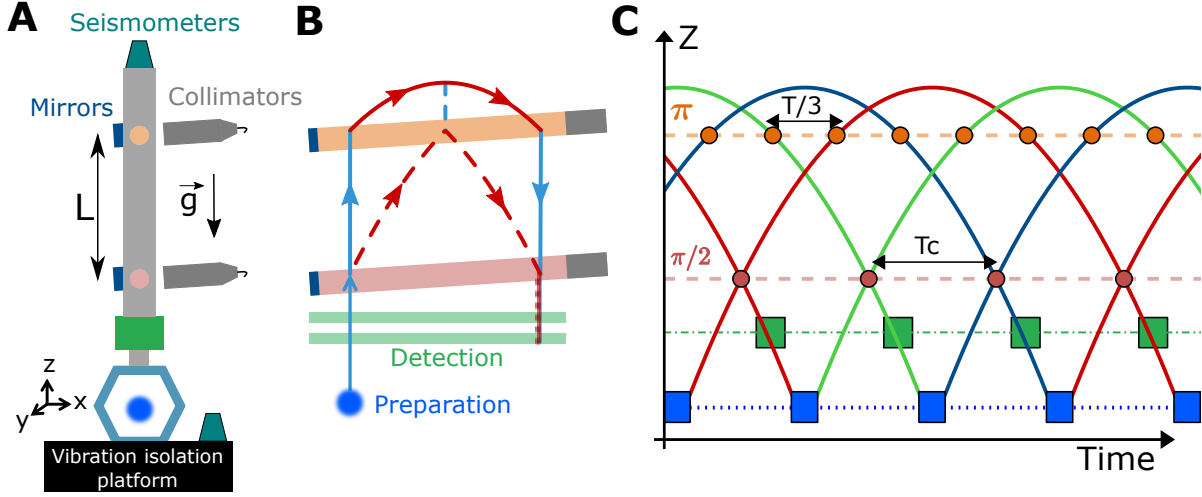 A
Seismometers
Mirrors
Collimators
L
g
z
x
y
Vibration isolation
platform
B
Detection
Preparation
C
Z
π
T/3
π/2
Tc
Time